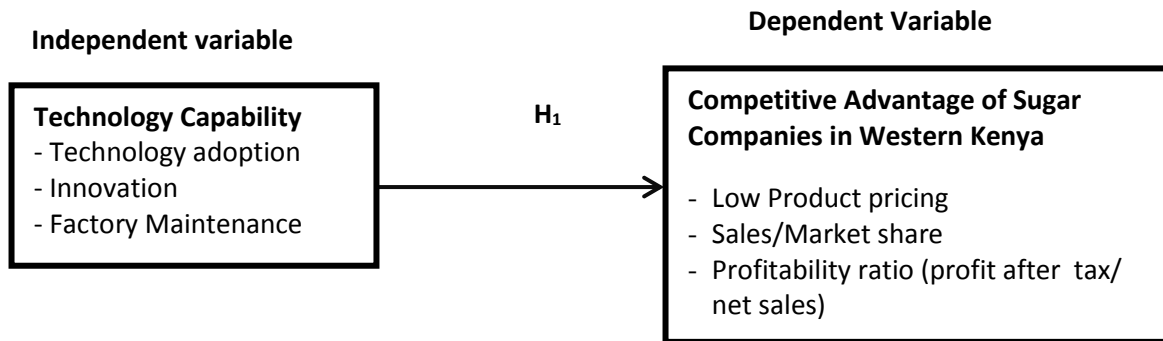 Independent variable
Technology Capability
- Technology adoption
- Innovation
- Factory Maintenance
H₁
Dependent Variable
Competitive Advantage of Sugar
Companies in Western Kenya
- Low Product pricing
- Sales/Market share
- Profitability ratio (profit after tax/
net sales)